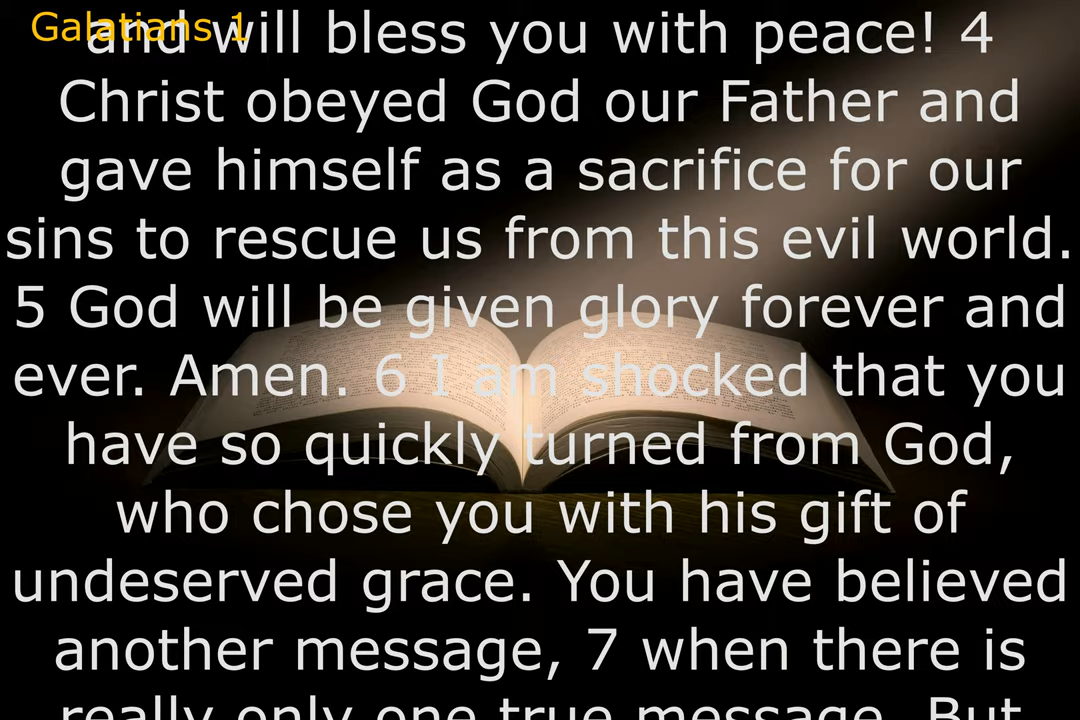 Galatians 1
and will bless you with peace! 4
Christ obeyed God our Father and
gave himself as a sacrifice for our
sins to rescue us from this evil world.
5 God will be given glory forever and
ever. Amen. 6 I am shocked that you
have so quickly turned from God,
who chose you with his gift of
undeserved grace. You have believed
another message, 7 when there is
really only one true message. But